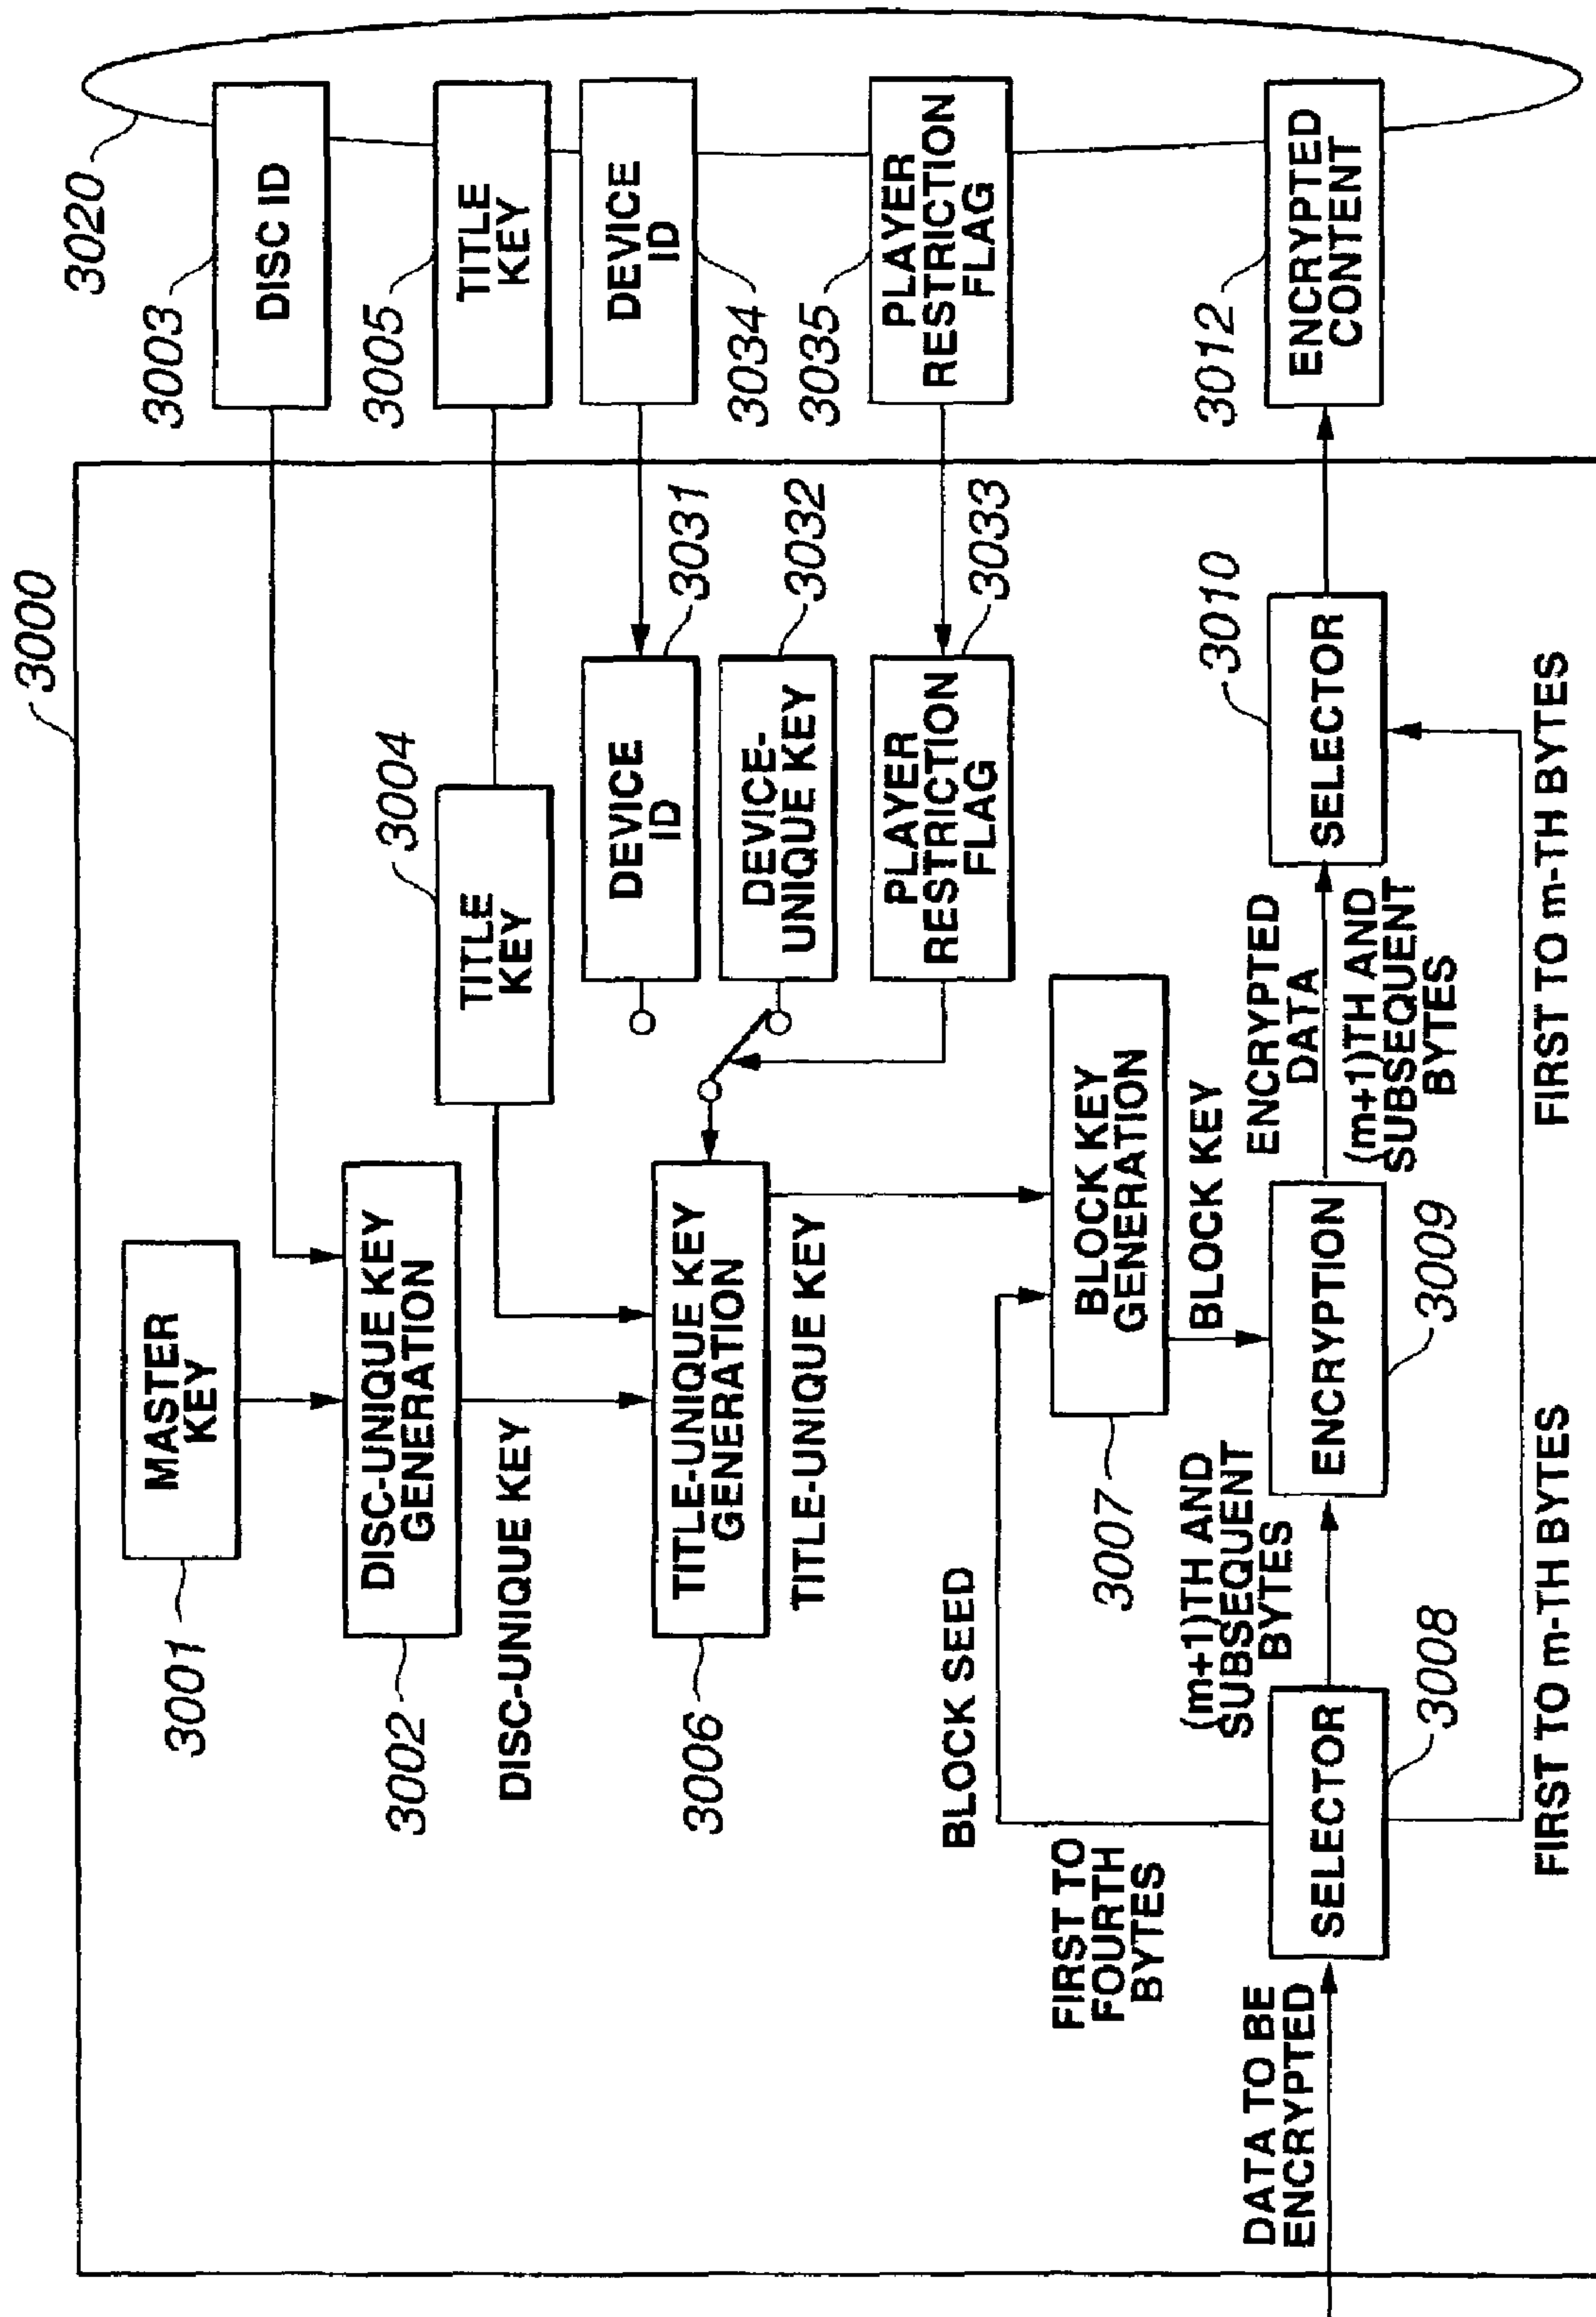 3000
3020
3001
MASTER
KEY
3003
DISC ID
3002
DISC-UNIQUE KEY
GENERATION
DISC-UNIQUE KEY
3004
TITLE
KEY
3005
TITLE
KEY
3006
TITLE-UNIQUE KEY
GENERATION
TITLE-UNIQUE KEY
DEVICE
ID
3031
DEVICE
ID
3034
DEVICE-
UNIQUE KEY
3032
PLAYER
RESTRICTION
FLAG
3033
PLAYER
RESTRICTION
FLAG
3035
BLOCK SEED
BLOCK KEY
GENERATION
3007
BLOCK KEY
FIRST TO
FOURTH
BYTES
DATA TO BE
ENCRYPTED
SELECTOR
3008
(m+1)TH AND
SUBSEQUENT
BYTES
ENCRYPTION
3009
ENCRYPTED
DATA
(m+1)TH AND
SUBSEQUENT
BYTES
SELECTOR
3010
ENCRYPTED
CONTENT
3012
FIRST TO m-TH BYTES
FIRST TO m-TH BYTES